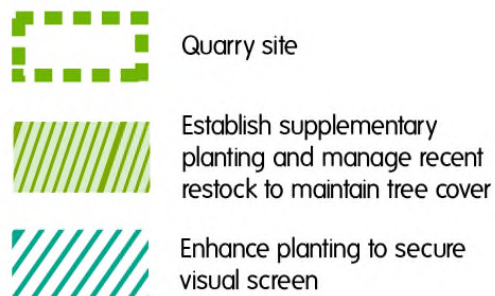 Quarry site
Establish supplementary
planting and manage recent
restock to maintain tree cover
Enhance planting to secure
visual screen